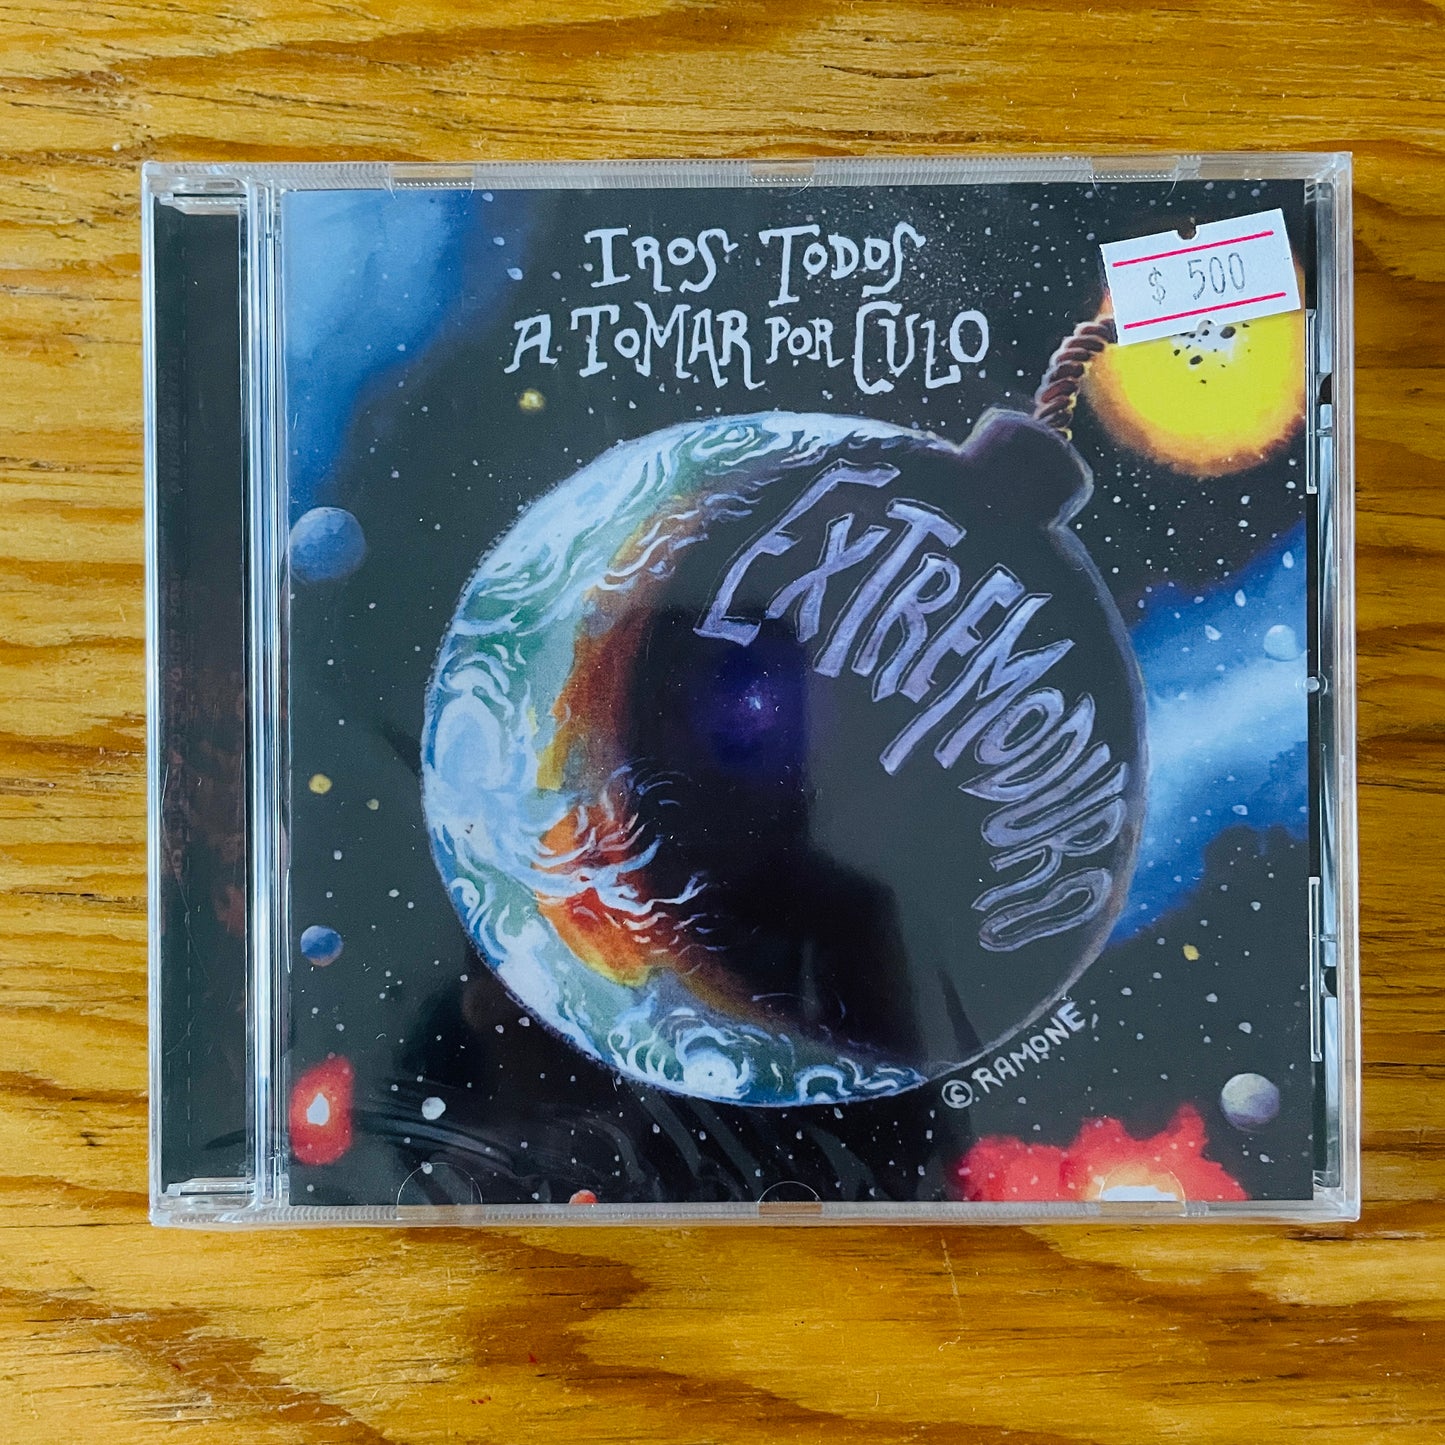 IROS TODOS
A TOMAR POR CULO
$ 500
EXTREMODURO
© RAMONE